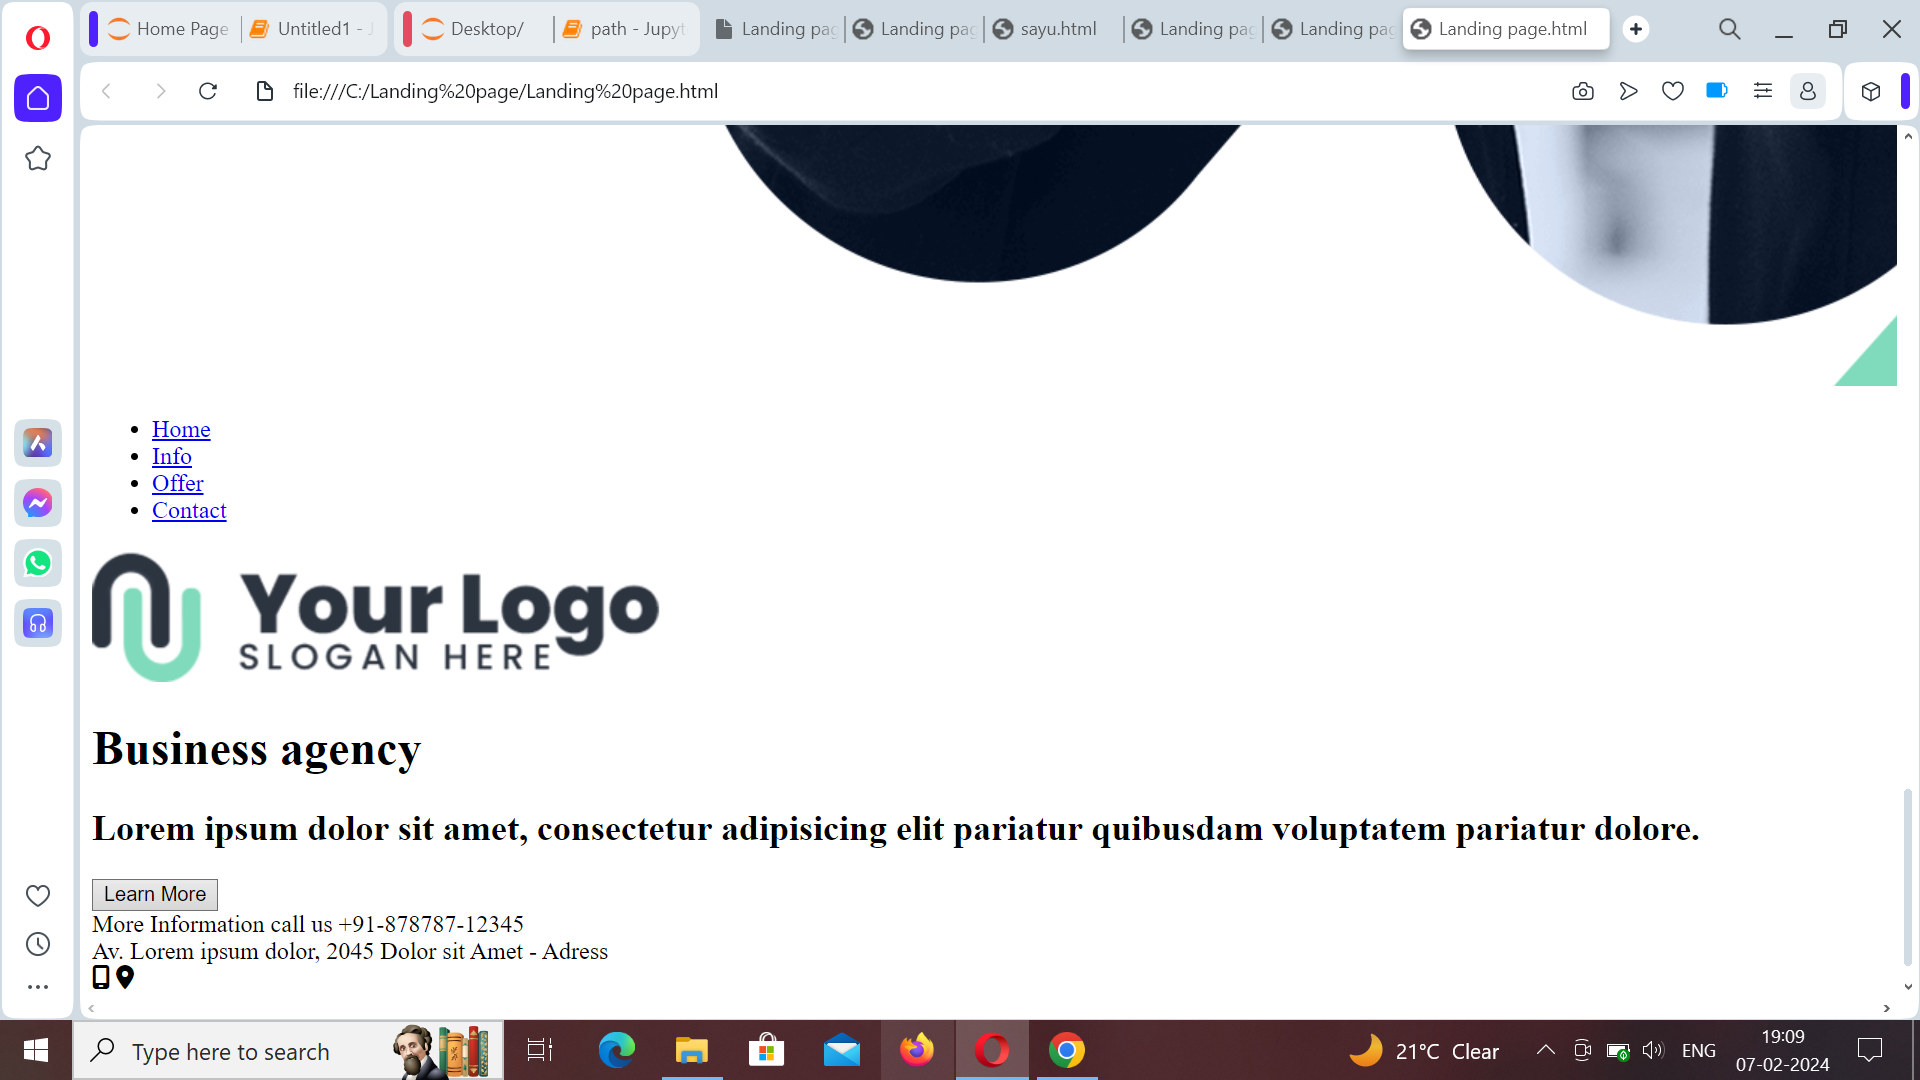 Home Page
Untitled1 - J
Desktop/
path - Jupyt
Landing pag
Landing pag
sayu.html
Landing pag
Landing pag
Landing page.html
file:///C:/Landing%20page/Landing%20page.html
Home
Info
Offer
Contact
Your Logo
SLOGAN HERE
Business agency
Lorem ipsum dolor sit amet, consectetur adipisicing elit pariatur quibusdam voluptatem pariatur dolore.
Learn More
More Information call us +91-878787-12345
Av. Lorem ipsum dolor, 2045 Dolor sit Amet - Adress
Type here to search
21°C Clear
ENG
19:09
07-02-2024